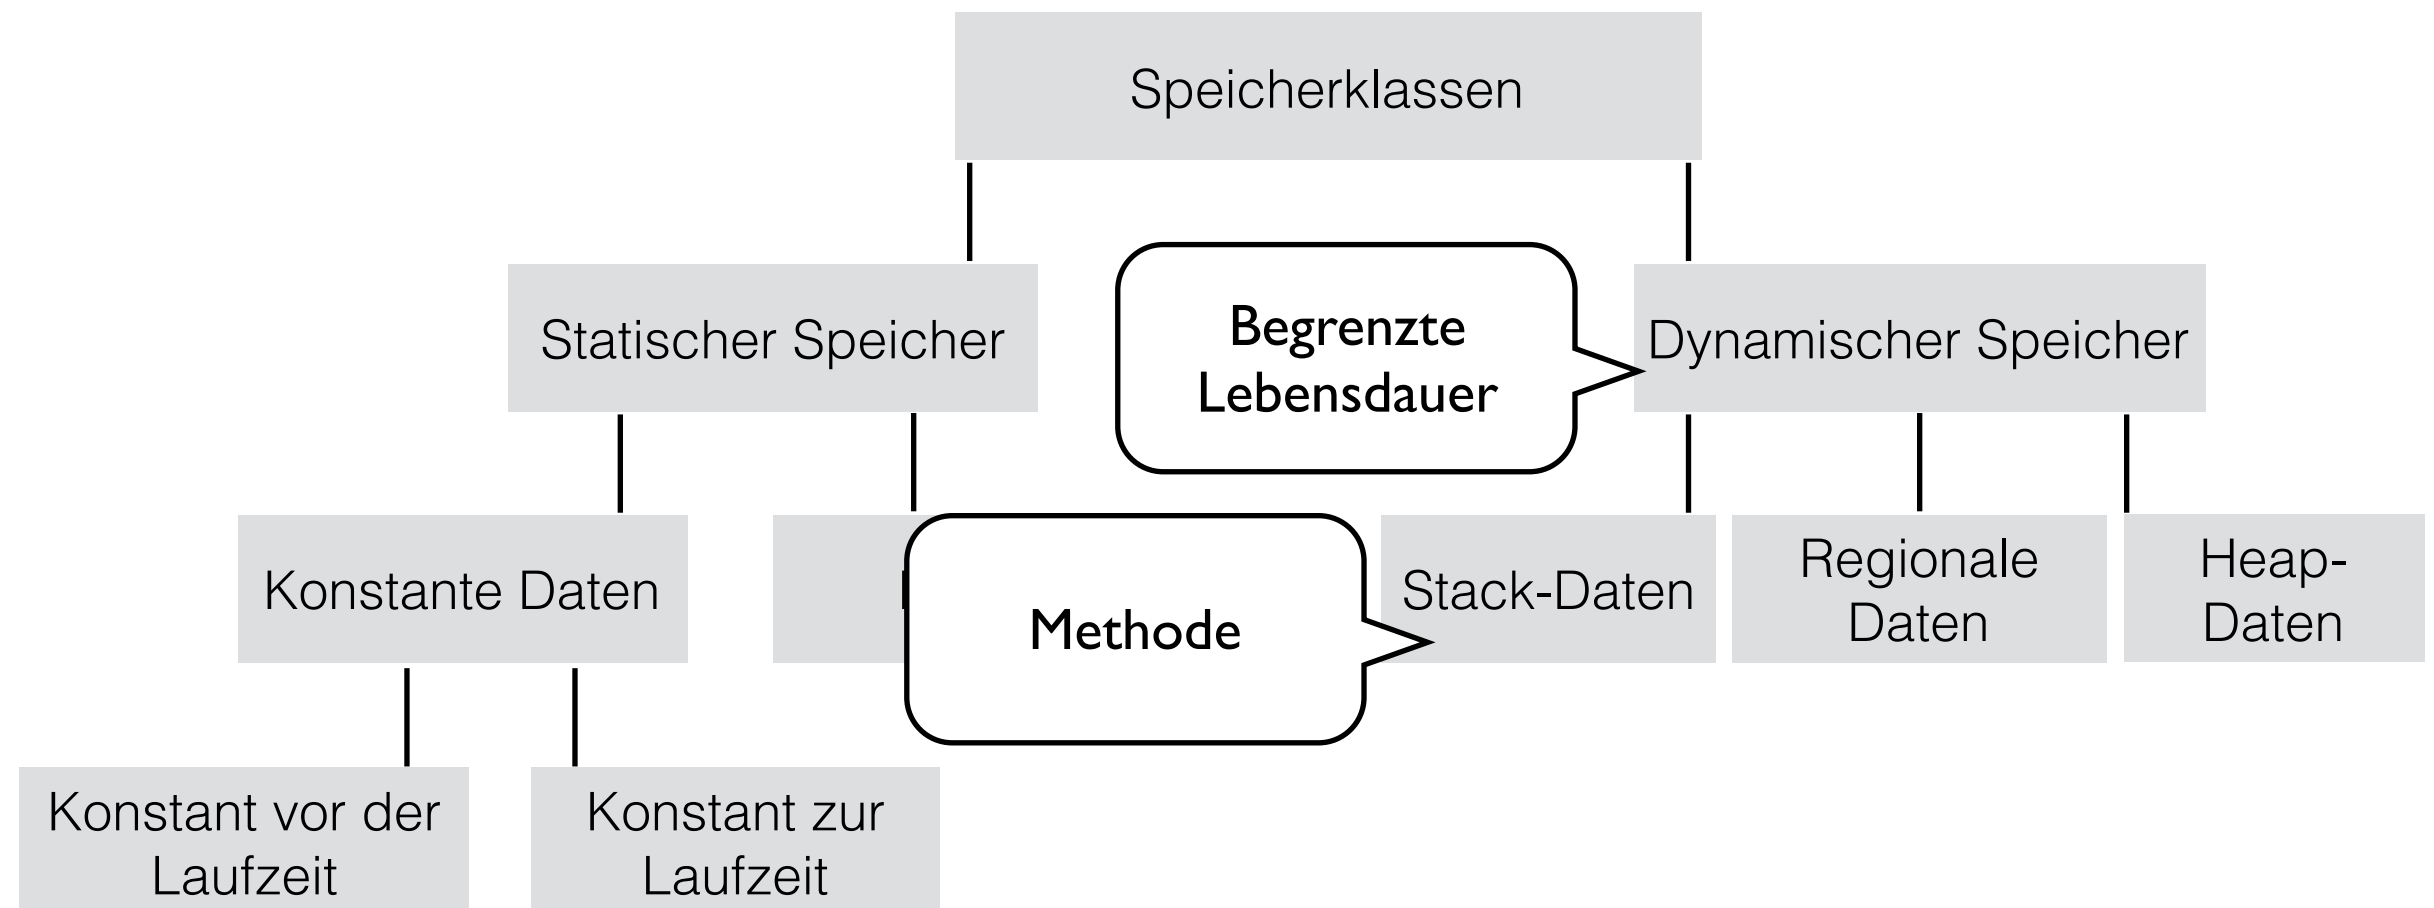 Speicherklassen
Statischer Speicher
Begrenzte
Lebensdauer
Dynamischer Speicher
Konstante Daten
Methode
Stack-Daten
Regionale
Daten
Heap-
Daten
Konstant vor der
Laufzeit
Konstant zur
Laufzeit